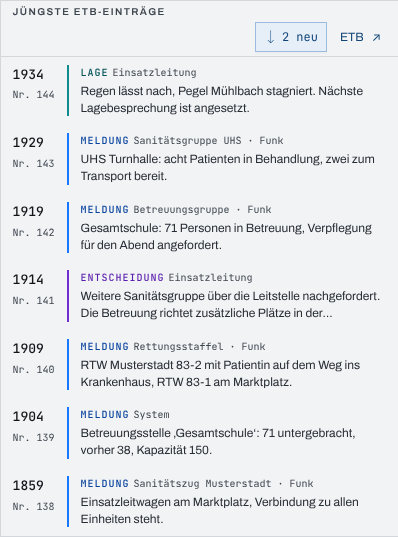 JÜNGSTE ETB-EINTRÄGE
↓ 2 neu ETB ↗
1934 LAGE Einsatzleitung
Nr. 144 Regen lässt nach, Pegel Mühlbach stagniert. Nächste
Lagebesprechung ist angesetzt.
1929 MELDUNG Sanitätsgruppe UHS · Funk
Nr. 143 UHS Turnhalle: acht Patienten in Behandlung, zwei zum
Transport bereit.
1919 MELDUNG Betreuungsgruppe · Funk
Nr. 142 Gesamtschule: 71 Personen in Betreuung, Verpflegung
für den Abend angefordert.
1914 ENTSCHEIDUNG Einsatzleitung
Nr. 141 Weitere Sanitätsgruppe über die Leitstelle nachgefordert.
Die Betreuung richtet zusätzliche Plätze in der…
1909 MELDUNG Rettungsstaffel · Funk
Nr. 140 RTW Musterstadt 83-2 mit Patientin auf dem Weg ins
Krankenhaus, RTW 83-1 am Marktplatz.
1904 MELDUNG System
Nr. 139 Betreuungsstelle ‚Gesamtschule‘: 71 untergebracht,
vorher 38, Kapazität 150.
1859 MELDUNG Sanitätszug Musterstadt · Funk
Nr. 138 Einsatzleitwagen am Marktplatz, Verbindung zu allen
Einheiten steht.